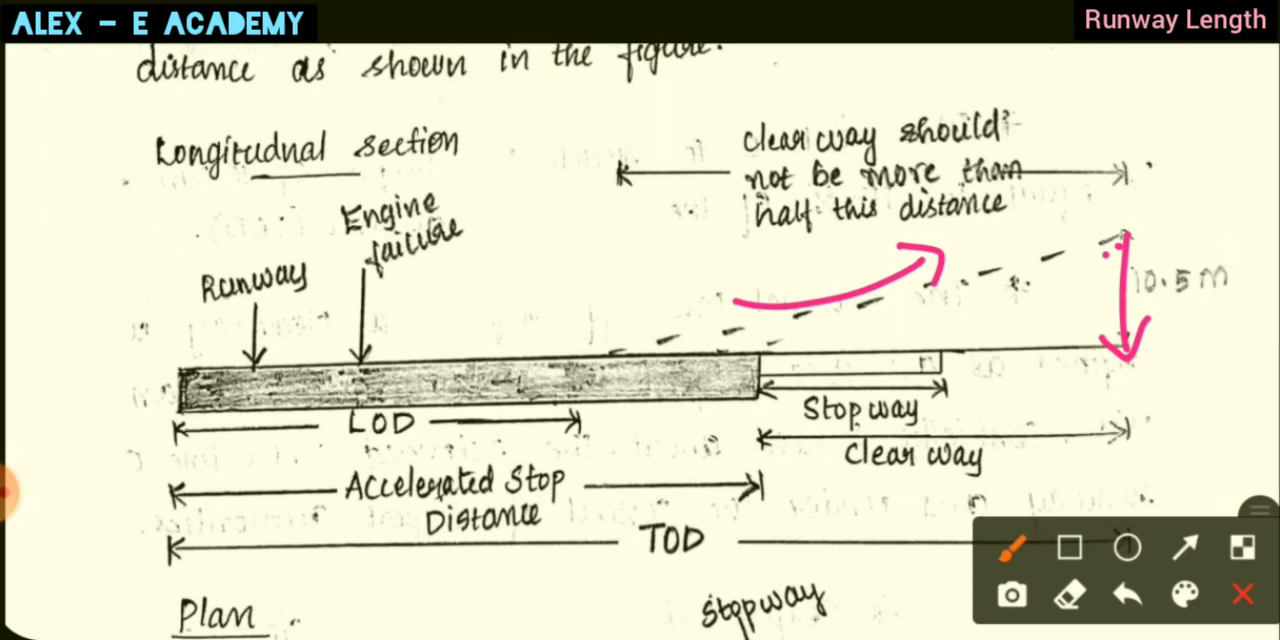 ALEX - E ACADEMY
Runway Length
distance as shown in the figure.
Longitudnal section
clear way should
not be more than
half this distance
Engine
failure
Runway
10.5 m
LOD
Stop way
Clear way
Accelerated Stop
Distance
TOD
Plan
Stopway